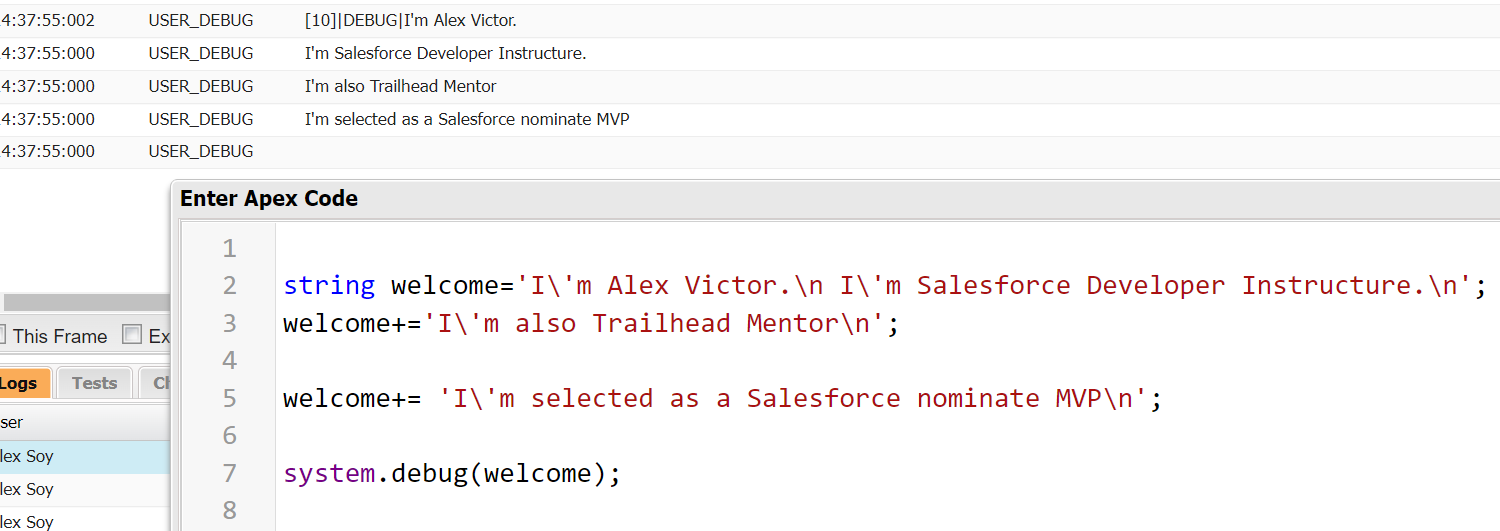 4:37:55:002 USER_DEBUG [10]|DEBUG|I'm Alex Victor.
4:37:55:000 USER_DEBUG I'm Salesforce Developer Instructure.
4:37:55:000 USER_DEBUG I'm also Trailhead Mentor
4:37:55:000 USER_DEBUG I'm selected as a Salesforce nominate MVP
4:37:55:000 USER_DEBUG
Enter Apex Code
1
2 string welcome='I\'m Alex Victor.\n I\'m Salesforce Developer Instructure.\n';
3 welcome+='I\'m also Trailhead Mentor\n';
4
5 welcome+= 'I\'m selected as a Salesforce nominate MVP\n';
6
7 system.debug(welcome);
8
This Frame Ex
Logs Tests Ch
ser
lex Soy
lex Soy
lex Soy